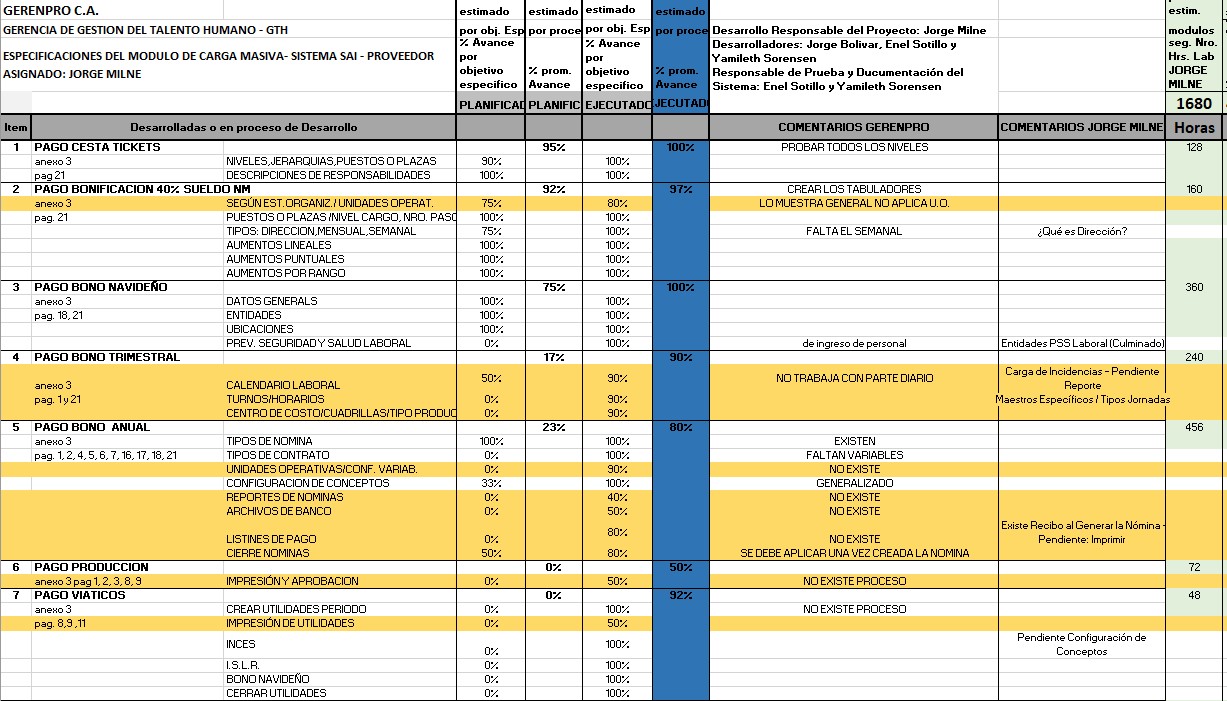 GERENPRO C.A.
GERENCIA DE GESTION DEL TALENTO HUMANO - GTH
ESPECIFICACIONES DEL MODULO DE CARGA MASIVA- SISTEMA SAI - PROVEEDOR
ASIGNADO: JORGE MILNE
estimado estimado estimado estimado estim.
por obj. Esp por proce por obj. Esp por proce
% Avance por objetivo especifico % prom. Avance % Avance por objetivo especifico % prom. Avance
PLANIFICAD PLANIFIC EJECUTADO JECUTAD
Desarrollo Responsable del Proyecto: Jorge Milne
Desarrolladores: Jorge Bolivar, Enel Sotillo y
Yamileth Sorensen
Responsable de Prueba y Ducumentación del
Sistema: Enel Sotillo y Yamileth Sorensen
modulos
seg. Nro.
Hrs. Lab
JORGE
MILNE
1680
Item Desarrolladas o en proceso de Desarrollo COMENTARIOS GERENPRO COMENTARIOS JORGE MILNE Horas
1 PAGO CESTA TICKETS 95% 100% PROBAR TODOS LOS NIVELES 128
anexo 3 NIVELES,JERARQUIAS,PUESTOS O PLAZAS 90% 100%
pag 21 DESCRIPCIONES DE RESPONSABILIDADES 100% 100%
2 PAGO BONIFICACION 40% SUELDO NM 92% 97% CREAR LOS TABULADORES 160
anexo 3 SEGÚN EST.ORGANIZ./ UNIDADES OPERAT. 75% 80% LO MUESTRA GENERAL NO APLICA U.O.
pag. 21 PUESTOS O PLAZAS /NIVEL CARGO, NRO. PASO 100% 100%
TIPOS: DIRECCION,MENSUAL,SEMANAL 75% 100% FALTA EL SEMANAL ¿Qué es Dirección?
AUMENTOS LINEALES 100% 100%
AUMENTOS PUNTUALES 100% 100%
AUMENTOS POR RANGO 100% 100%
3 PAGO BONO NAVIDEÑO 75% 100% 360
anexo 3 DATOS GENERALS 100% 100%
pag. 18, 21 ENTIDADES 100% 100%
UBICACIONES 100% 100%
PREV. SEGURIDAD Y SALUD LABORAL 0% 100% de ingreso de personal Entidades PSS Laboral (Culminado)
4 PAGO BONO TRIMESTRAL 17% 90% 240
anexo 3 CALENDARIO LABORAL 50% 90% NO TRABAJA CON PARTE DIARIO Carga de Incidencias - Pendiente Reporte
pag. 1 y 21 TURNOS/HORARIOS 0% 90% Maestros Específicos / Tipos Jornadas
CENTRO DE COSTO/CUADRILLAS/TIPO PRODUC 0% 90%
5 PAGO BONO ANUAL 23% 80% 456
anexo 3 TIPOS DE NOMINA 100% 100% EXISTEN
pag. 1, 2, 4, 5, 6, 7, 16, 17, 18, 21 TIPOS DE CONTRATO 0% 100% FALTAN VARIABLES
UNIDADES OPERATIVAS/CONF. VARIAB. 0% 90% NO EXISTE
CONFIGURACION DE CONCEPTOS 33% 100% GENERALIZADO
REPORTES DE NOMINAS 0% 40% NO EXISTE
ARCHIVOS DE BANCO 0% 50% NO EXISTE
LISTINES DE PAGO 0% 80% NO EXISTE Existe Recibo al Generar la Nómina - Pendiente: Imprimir
CIERRE NOMINAS 50% 80% SE DEBE APLICAR UNA VEZ CREADA LA NOMINA
6 PAGO PRODUCCION 0% 50% 72
anexo 3 pag 1, 2, 3, 8, 9 IMPRESIÓN Y APROBACION 0% 50% NO EXISTE PROCESO
7 PAGO VIATICOS 0% 92% 48
anexo 3 CREAR UTILIDADES PERIODO 0% 100% NO EXISTE PROCESO
pag. 8,9 ,11 IMPRESIÓN DE UTILIDADES 0% 50%
INCES 0% 100% Pendiente Configuración de Conceptos
I.S.L.R. 0% 100%
BONO NAVIDEÑO 0% 100%
CERRAR UTILIDADES 0% 100%